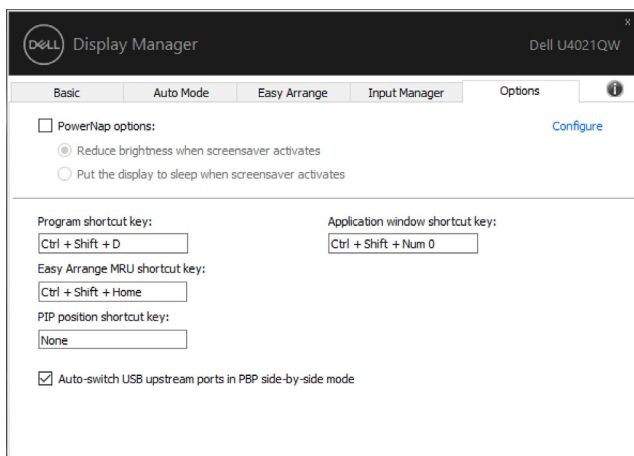 x
DELL
Display Manager
Dell U4021QW
Basic
Auto Mode
Easy Arrange
Input Manager
Options
i
PowerNap options:
Configure
Reduce brightness when screensaver activates
Put the display to sleep when screensaver activates
Program shortcut key:
Application window shortcut key:
Ctrl + Shift + D
Ctrl + Shift + Num 0
Easy Arrange MRU shortcut key:
Ctrl + Shift + Home
PIP position shortcut key:
None
Auto-switch USB upstream ports in PBP side-by-side mode